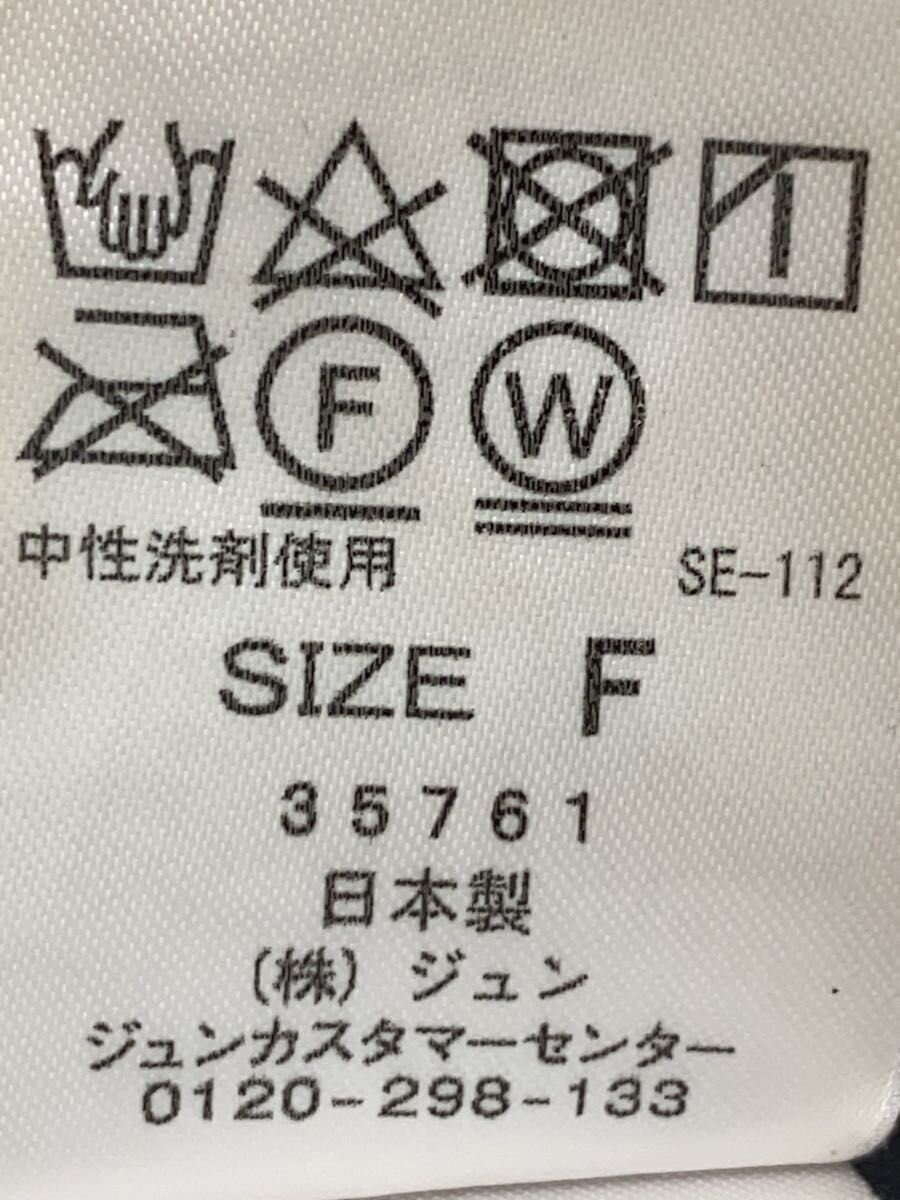 F W
中性洗剤使用 SE-112
SIZE F
35761
日本製
(株) ジュン
ジュンカスタマーセンター
0120-298-133